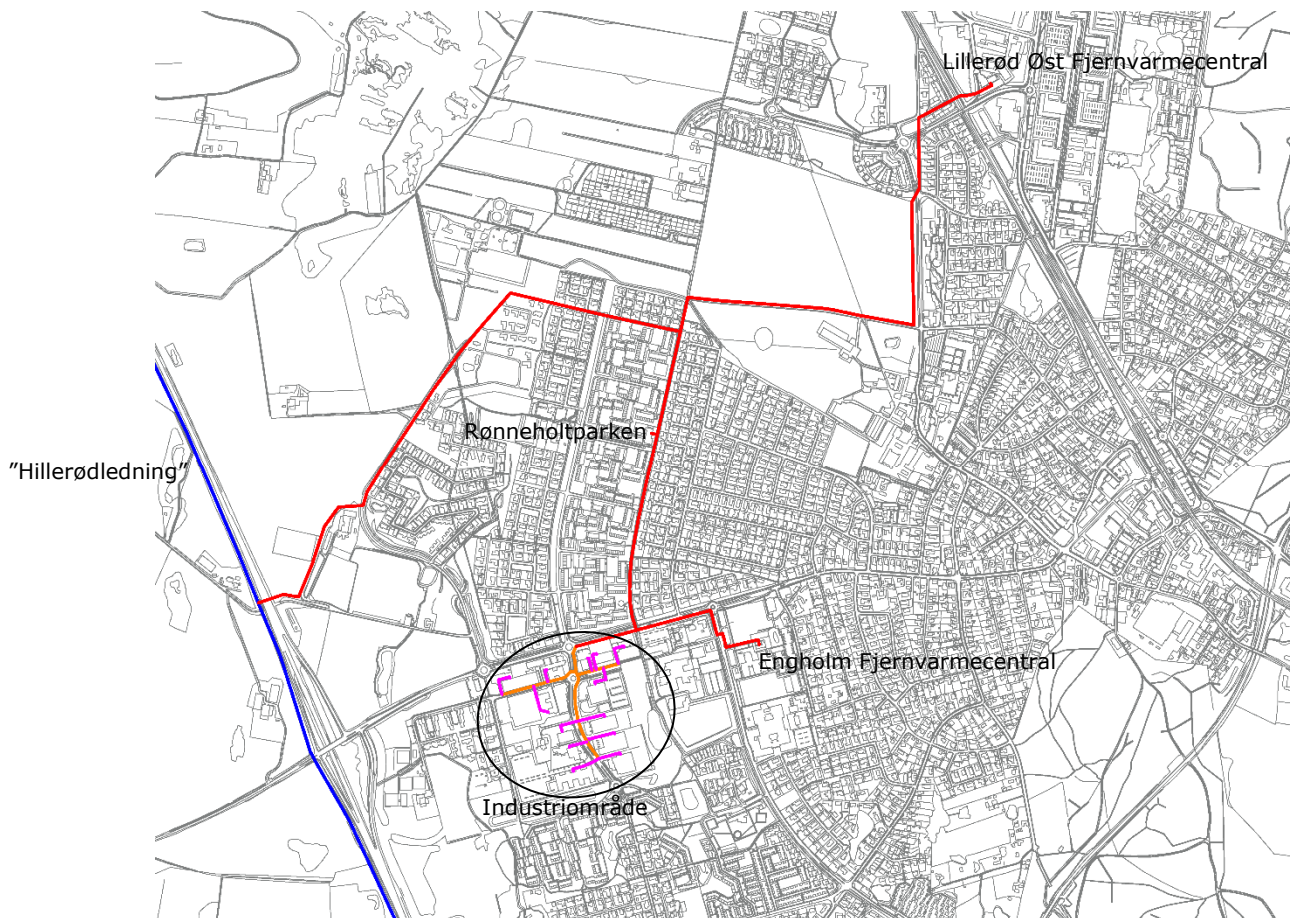 Lillerød Øst Fjernvarmecentral
Rønneholtparken
”Hillerødledning”
Engholm Fjernvarmecentral
Industriområde